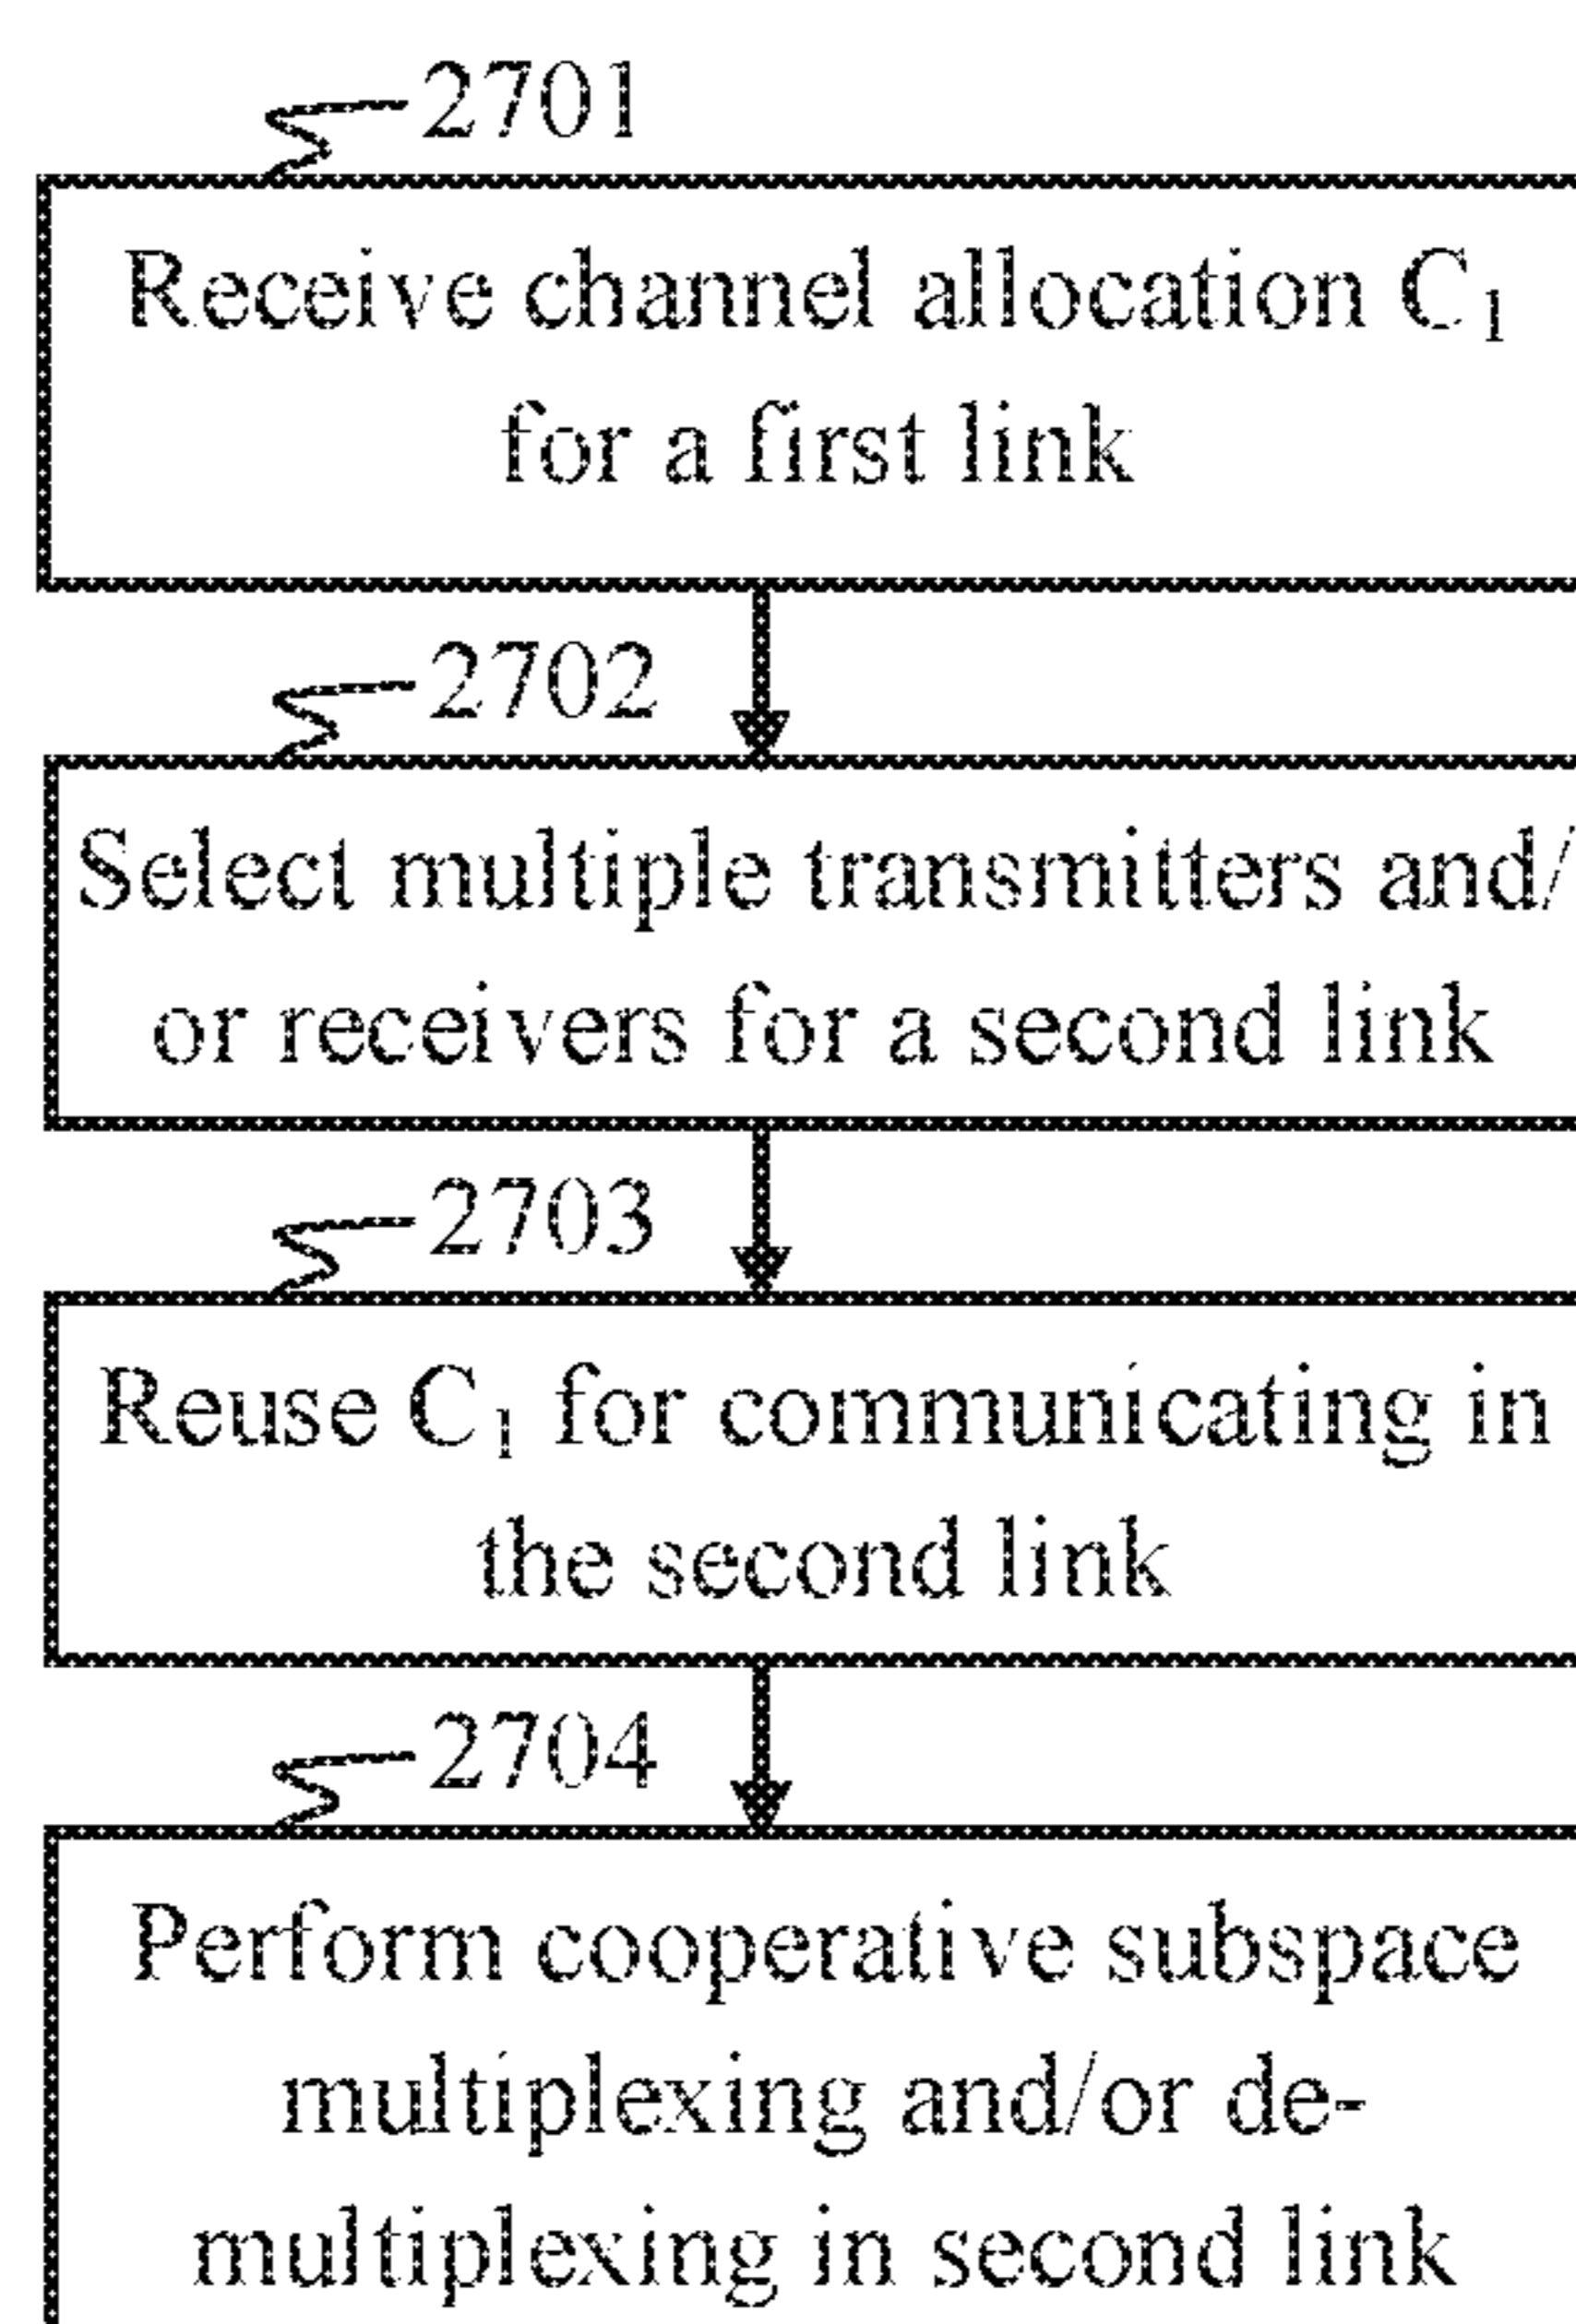 2701
Receive channel allocation C₁
for a first link
2702
Select multiple transmitters and/
or receivers for a second link
2703
Reuse C₁ for communicating in
the second link
2704
Perform cooperative subspace
multiplexing and/or de-
multiplexing in second link